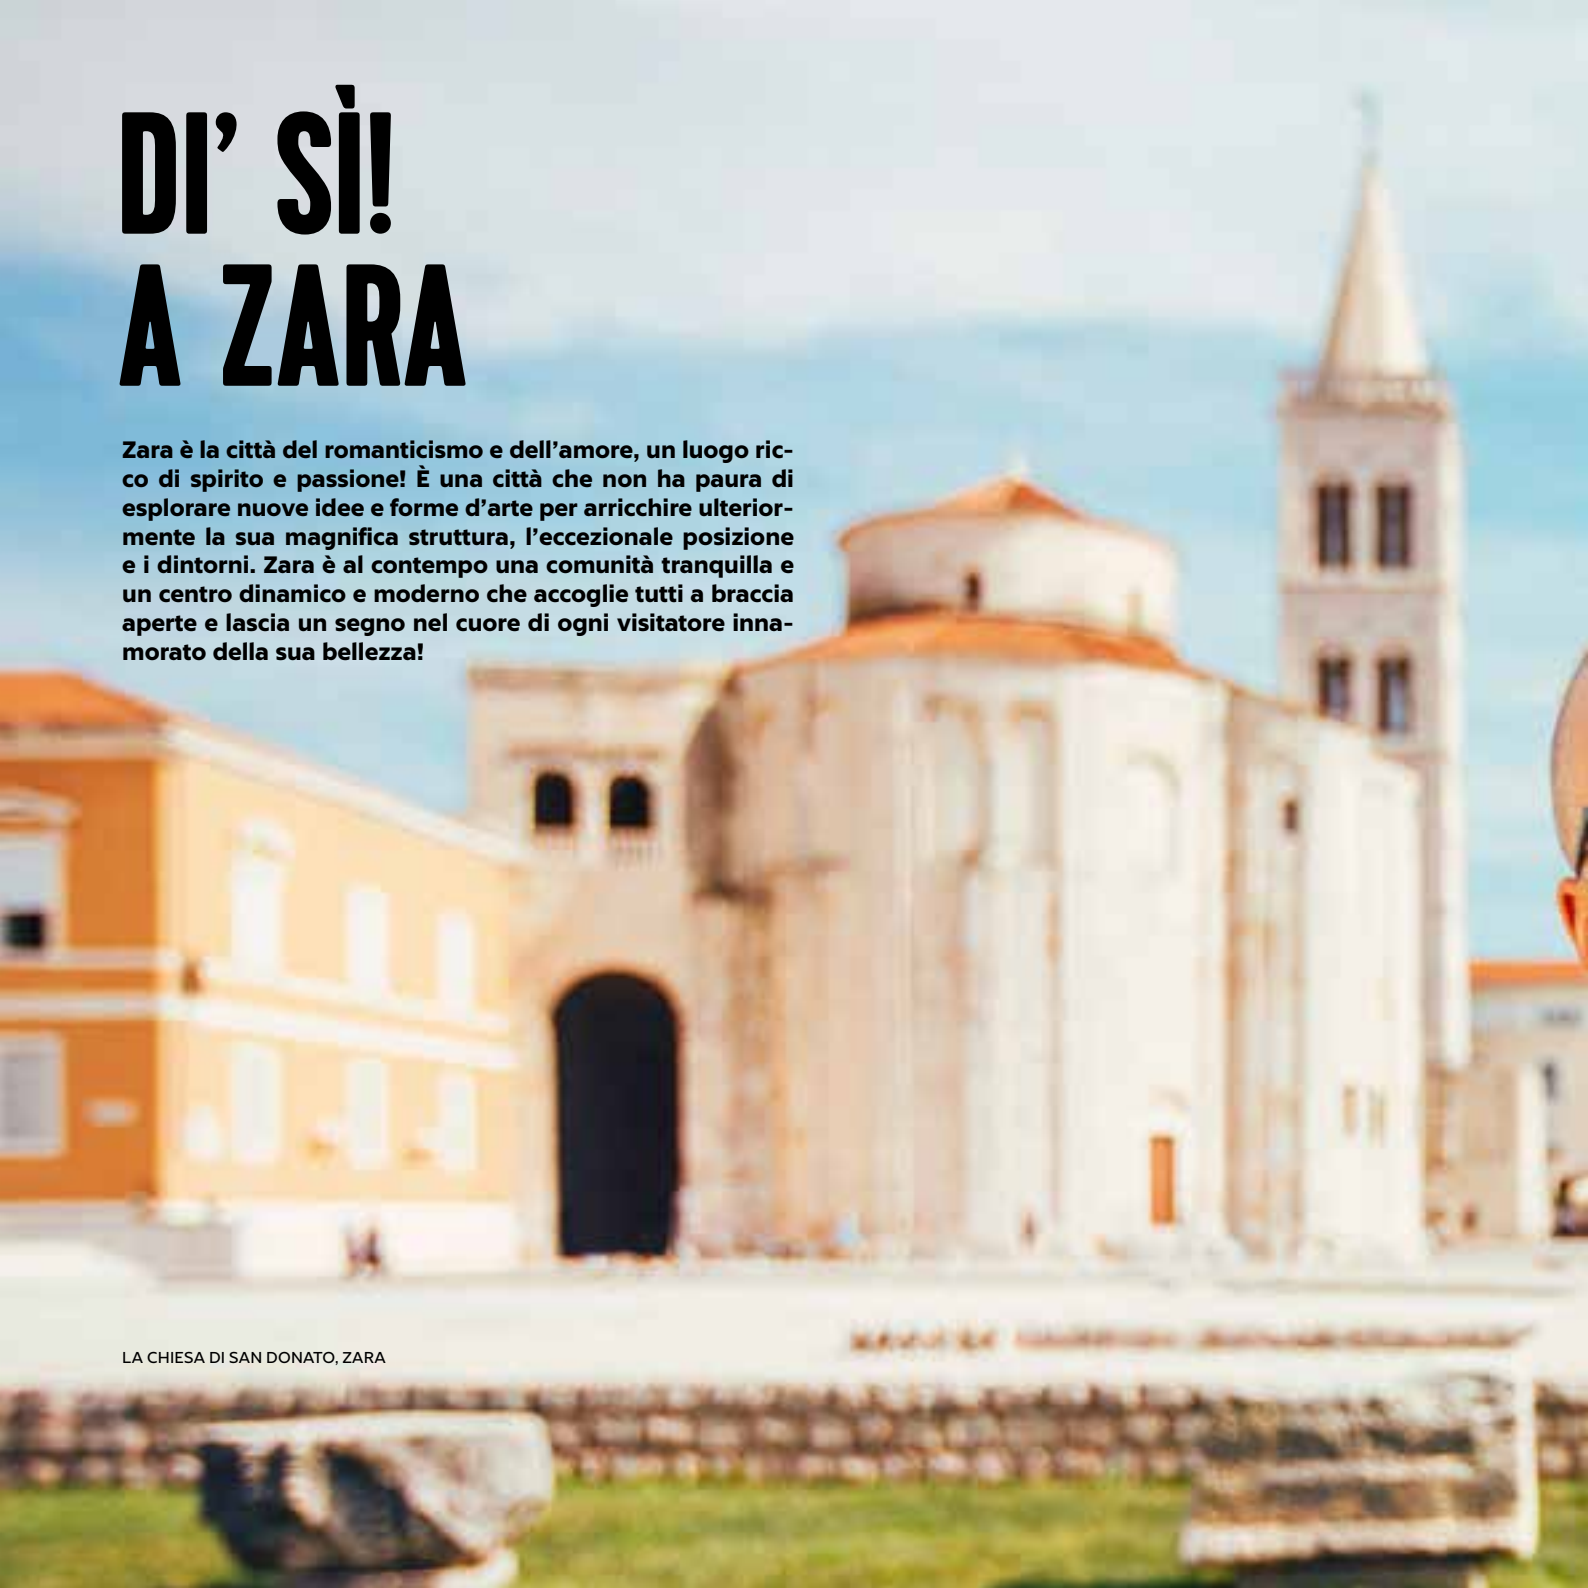 DI’ SÌ!
A ZARA
Zara è la città del romanticismo e dell’amore, un luogo ric-
co di spirito e passione! È una città che non ha paura di
esplorare nuove idee e forme d’arte per arricchire ulterior-
mente la sua magnifica struttura, l’eccezionale posizione
e i dintorni. Zara è al contempo una comunità tranquilla e
un centro dinamico e moderno che accoglie tutti a braccia
aperte e lascia un segno nel cuore di ogni visitatore inna-
morato della sua bellezza!
LA CHIESA DI SAN DONATO, ZARA